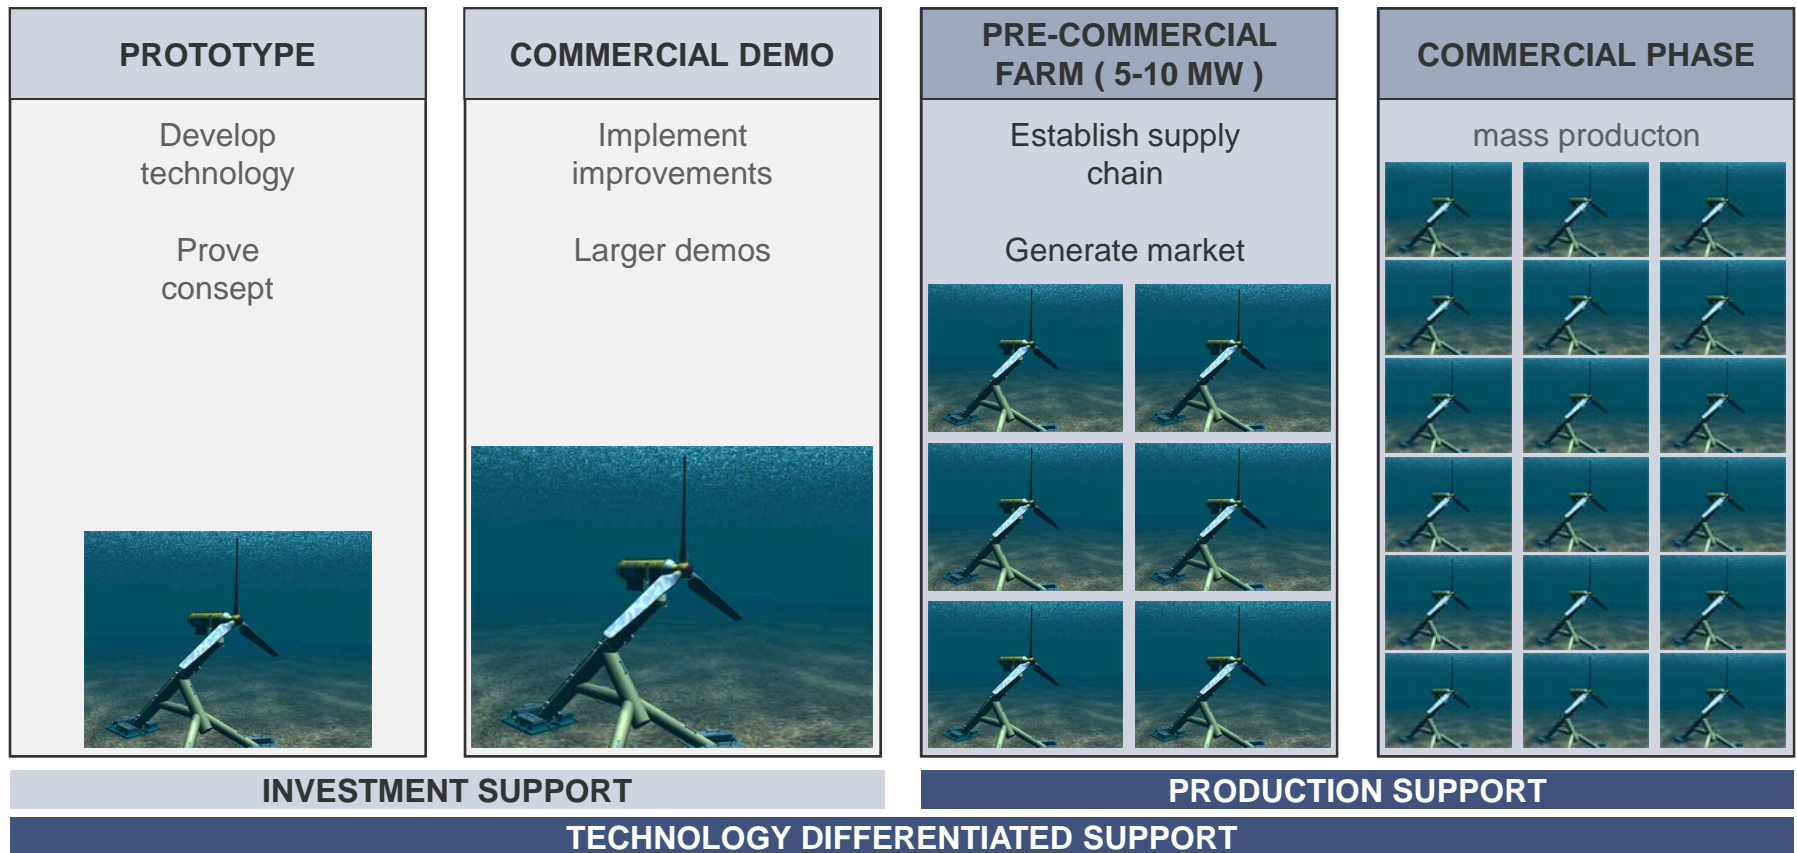 PROTOTYPE
Develop
technology
Prove
consept
COMMERCIAL DEMO
Implement
improvements
Larger demos
PRE-COMMERCIAL
FARM ( 5-10 MW )
Establish supply
chain
Generate market
COMMERCIAL PHASE
mass producton
INVESTMENT SUPPORT
PRODUCTION SUPPORT
TECHNOLOGY DIFFERENTIATED SUPPORT